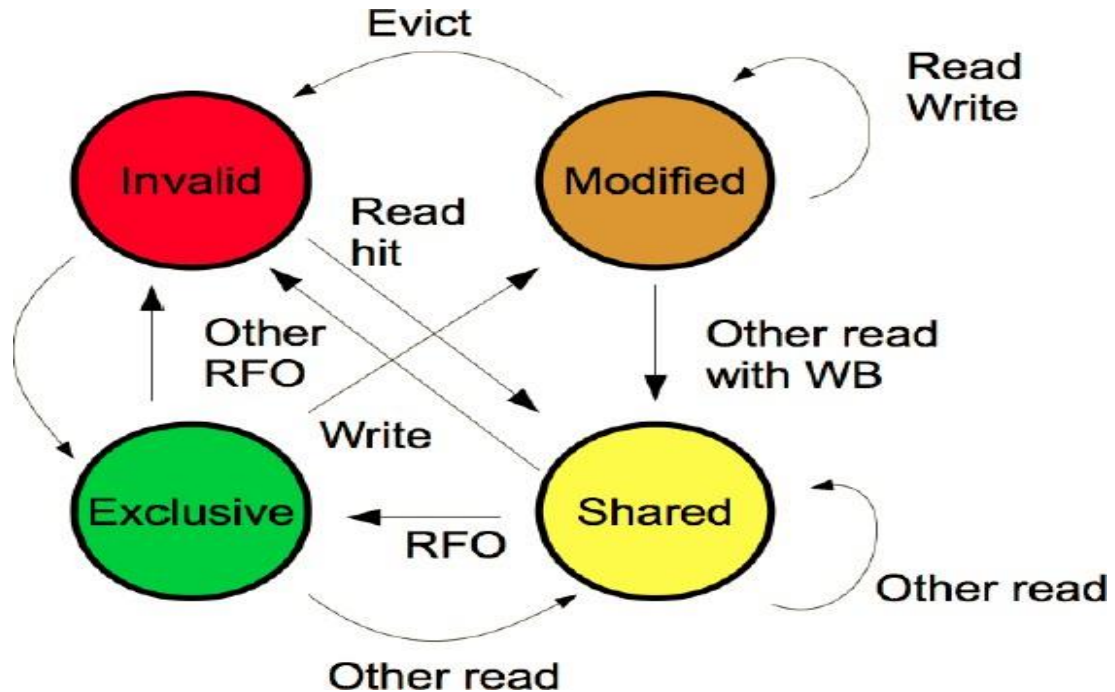 Evict
Read
Write
Invalid
Modified
Read
hit
Other
RFO
Other read
with WB
Write
Exclusive
Shared
RFO
Other read
Other read